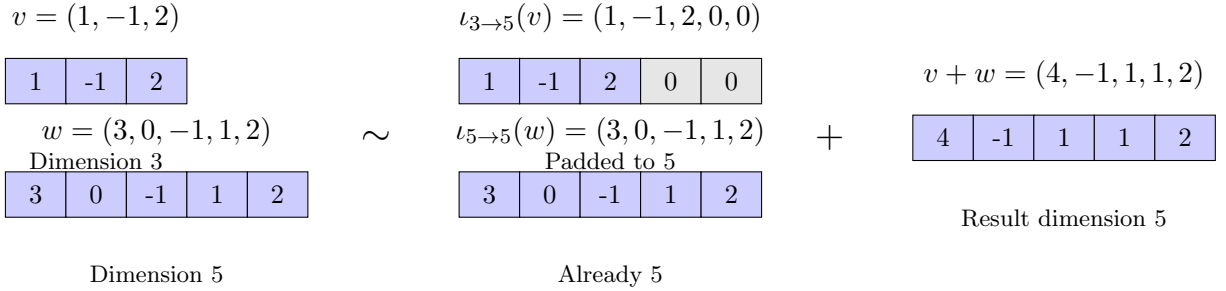 v = (1, −1, 2)
1 -1 2
w = (3, 0, −1, 1, 2)
Dimension 3
3 0 -1 1 2
Dimension 5
∼
ι₃→₅(v) = (1, −1, 2, 0, 0)
1 -1 2 0 0
ι₅→₅(w) = (3, 0, −1, 1, 2)
Padded to 5
3 0 -1 1 2
Already 5
+
v + w = (4, −1, 1, 1, 2)
4 -1 1 1 2
Result dimension 5